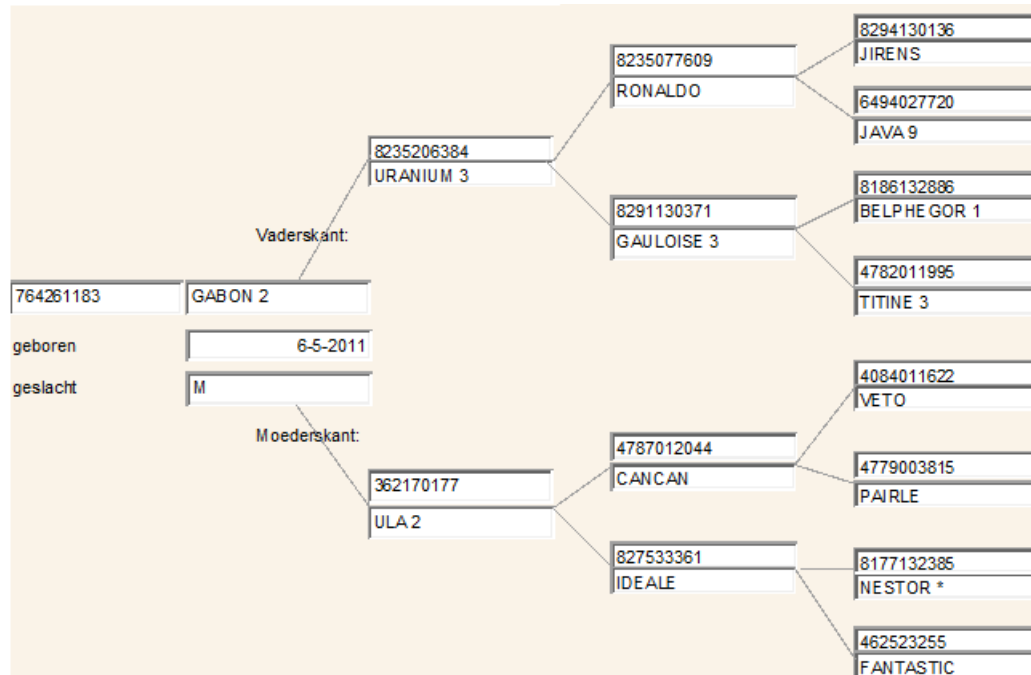 8294130136
JIRENS
8235077609
RONALDO
6494027720
JAVA 9
8235206384
URANIUM 3
8186132886
BELPHEGOR 1
8291130371
GAULOISE 3
Vaderskant:
4782011995
TITINE 3
764261183 GABON 2
geboren 6-5-2011
geslacht M
4084011622
VETO
Moederskant:
4787012044
CANCAN
4779003815
PAIRLE
362170177
ULA 2
827533361
IDEALE
8177132385
NESTOR *
462523255
FANTASTIC